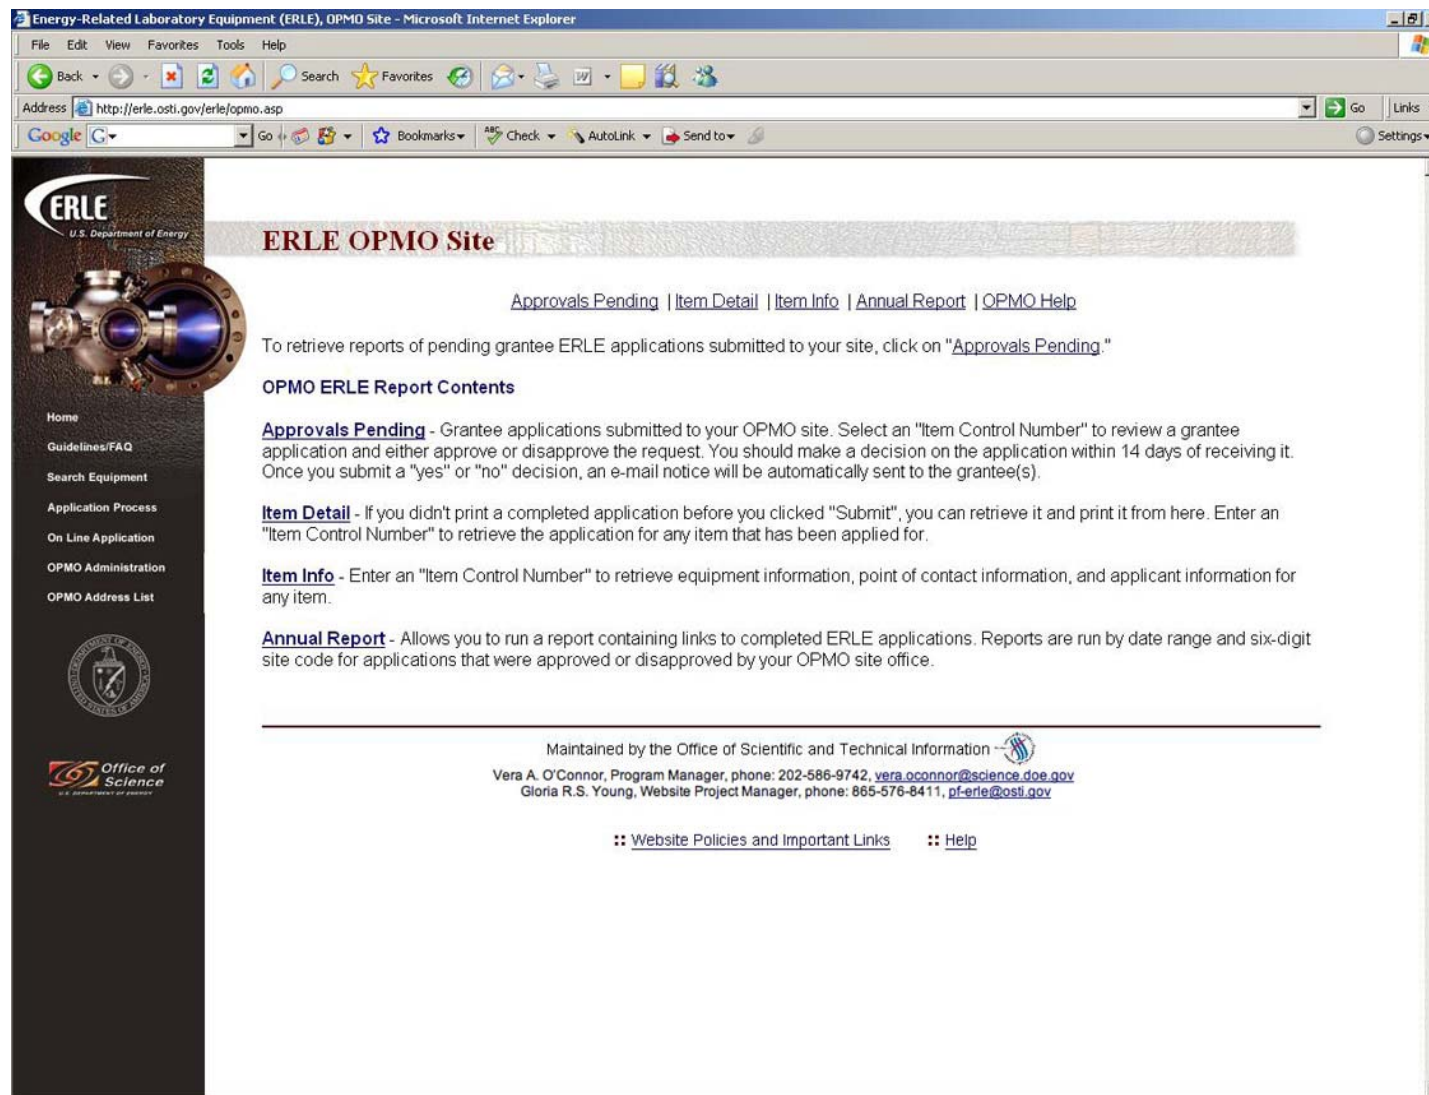 Energy-Related Laboratory Equipment (ERLE), OPMO Site - Microsoft Internet Explorer
File Edit View Favorites Tools Help
Back Search Favorites
Address http://erle.osti.gov/erle/opmo.asp Go Links
Google G Go Bookmarks ABC Check AutoLink Send to Settings
ERLE
U.S. Department of Energy
ERLE OPMO Site
Approvals Pending | Item Detail | Item Info | Annual Report | OPMO Help
To retrieve reports of pending grantee ERLE applications submitted to your site, click on "Approvals Pending."
OPMO ERLE Report Contents
Approvals Pending - Grantee applications submitted to your OPMO site. Select an "Item Control Number" to review a grantee
application and either approve or disapprove the request. You should make a decision on the application within 14 days of receiving it.
Once you submit a "yes" or "no" decision, an e-mail notice will be automatically sent to the grantee(s).
Item Detail - If you didn't print a completed application before you clicked "Submit", you can retrieve it and print it from here. Enter an
"Item Control Number" to retrieve the application for any item that has been applied for.
Item Info - Enter an "Item Control Number" to retrieve equipment information, point of contact information, and applicant information for
any item.
Annual Report - Allows you to run a report containing links to completed ERLE applications. Reports are run by date range and six-digit
site code for applications that were approved or disapproved by your OPMO site office.
Home
Guidelines/FAQ
Search Equipment
Application Process
On Line Application
OPMO Administration
OPMO Address List
Office of
Science
U.S. DEPARTMENT OF ENERGY
Maintained by the Office of Scientific and Technical Information
Vera A. O'Connor, Program Manager, phone: 202-586-9742, vera.oconnor@science.doe.gov
Gloria R.S. Young, Website Project Manager, phone: 865-576-8411, pf-erle@osti.gov
:: Website Policies and Important Links :: Help